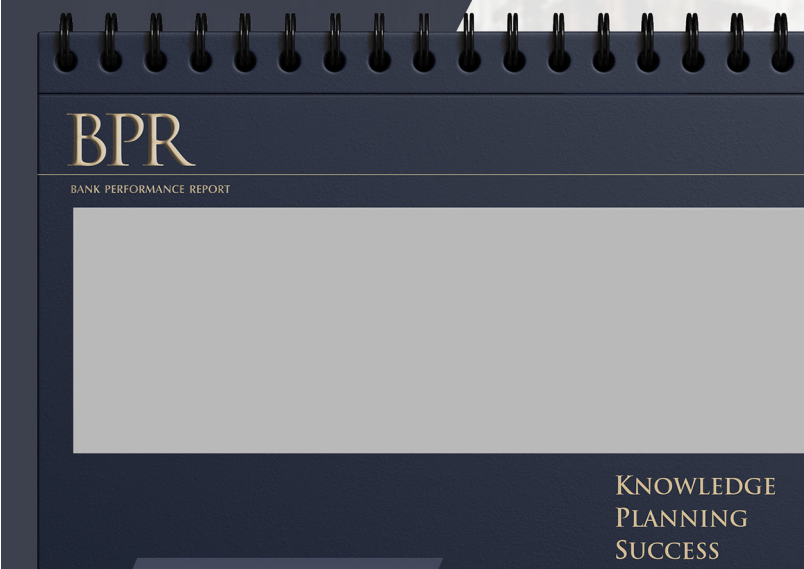 BPR
BANK PERFORMANCE REPORT
KNOWLEDGE
PLANNING
SUCCESS